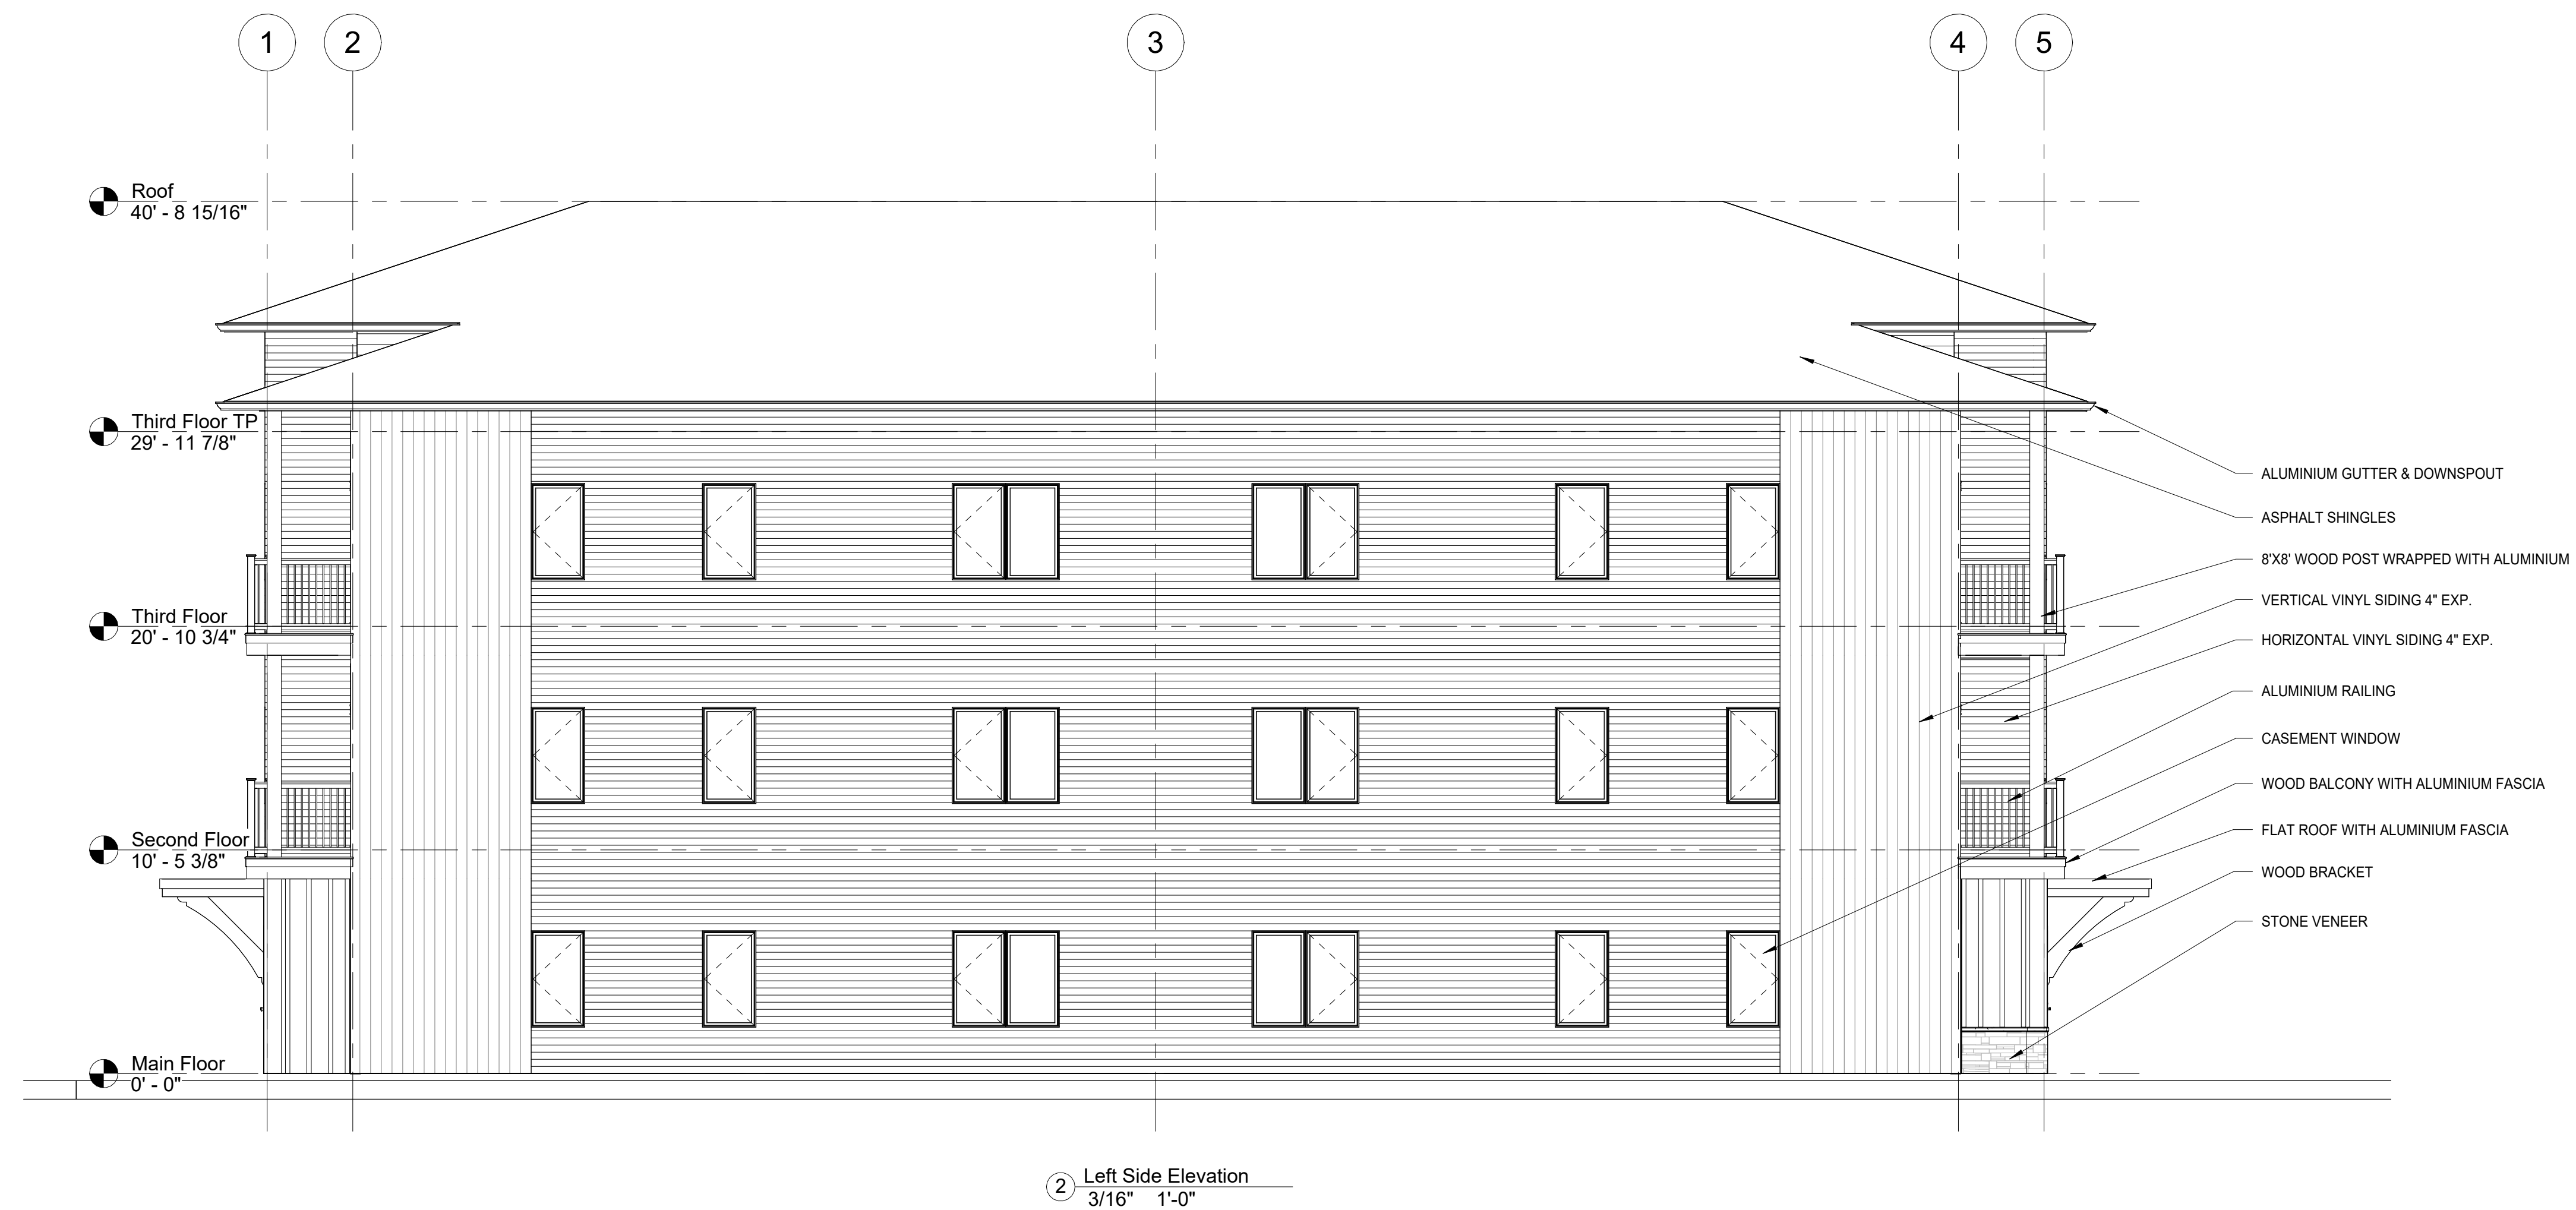 1 2 3 4 5
Roof
40' - 8 15/16"
Third Floor TP
29' - 11 7/8"
Third Floor
20' - 10 3/4"
Second Floor
10' - 5 3/8"
Main Floor
0' - 0"
ALUMINIUM GUTTER & DOWNSPOUT
ASPHALT SHINGLES
8'X8' WOOD POST WRAPPED WITH ALUMINIUM
VERTICAL VINYL SIDING 4" EXP.
HORIZONTAL VINYL SIDING 4" EXP.
ALUMINIUM RAILING
CASEMENT WINDOW
WOOD BALCONY WITH ALUMINIUM FASCIA
FLAT ROOF WITH ALUMINIUM FASCIA
WOOD BRACKET
STONE VENEER
2 Left Side Elevation
3/16" 1'-0"